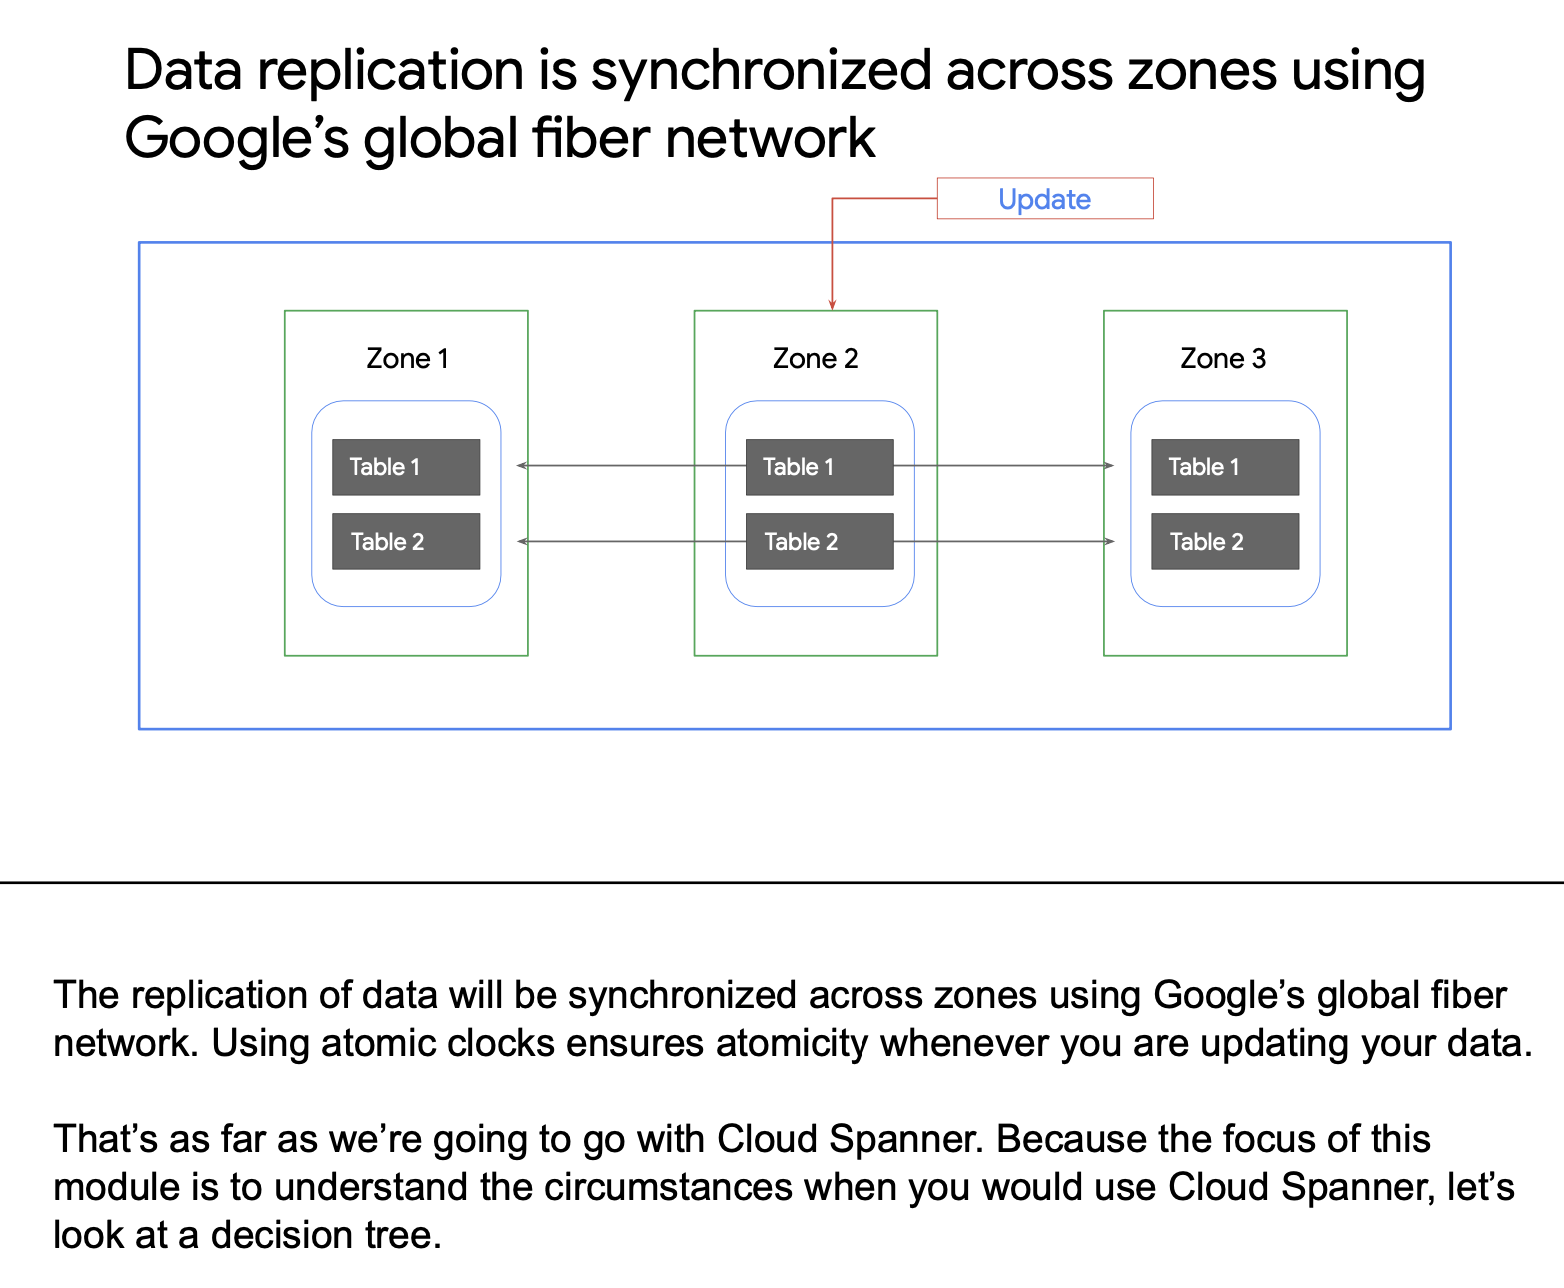 Data replication is synchronized across zones using
Google’s global fiber network
Update
Zone 1
Zone 2
Zone 3
Table 1
Table 1
Table 1
Table 2
Table 2
Table 2
The replication of data will be synchronized across zones using Google’s global fiber
network. Using atomic clocks ensures atomicity whenever you are updating your data.
That’s as far as we’re going to go with Cloud Spanner. Because the focus of this
module is to understand the circumstances when you would use Cloud Spanner, let’s
look at a decision tree.